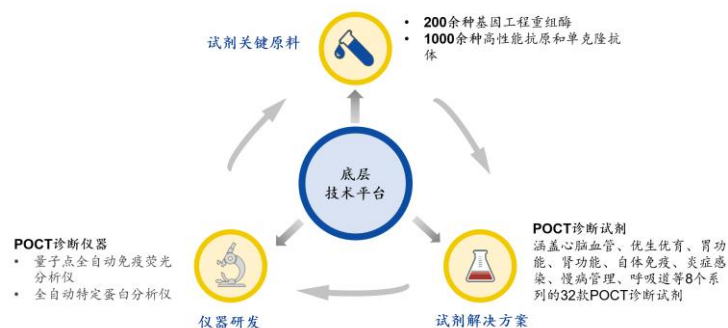 试剂关键原料
• 200余种基因工程重组酶
• 1000余种高性能抗原和单克隆抗
体
底层
技术平台
POCT诊断仪器
• 量子点全自动免疫荧光
分析仪
• 全自动特定蛋白分析仪
仪器研发
POCT诊断试剂
涵盖心脑血管、优生优育、胃功
能、肾功能、自体免疫、炎症感
染、慢病管理、呼吸道等8个系
列的32款POCT诊断试剂
试剂解决方案